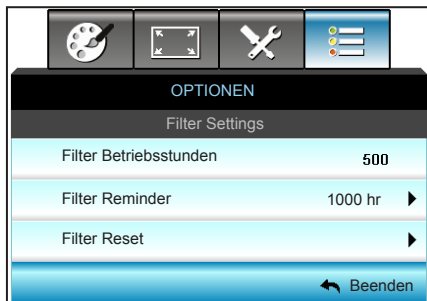 OPTIONEN
Filter Settings
Filter Betriebsstunden 500
Filter Reminder 1000 hr
Filter Reset
Beenden